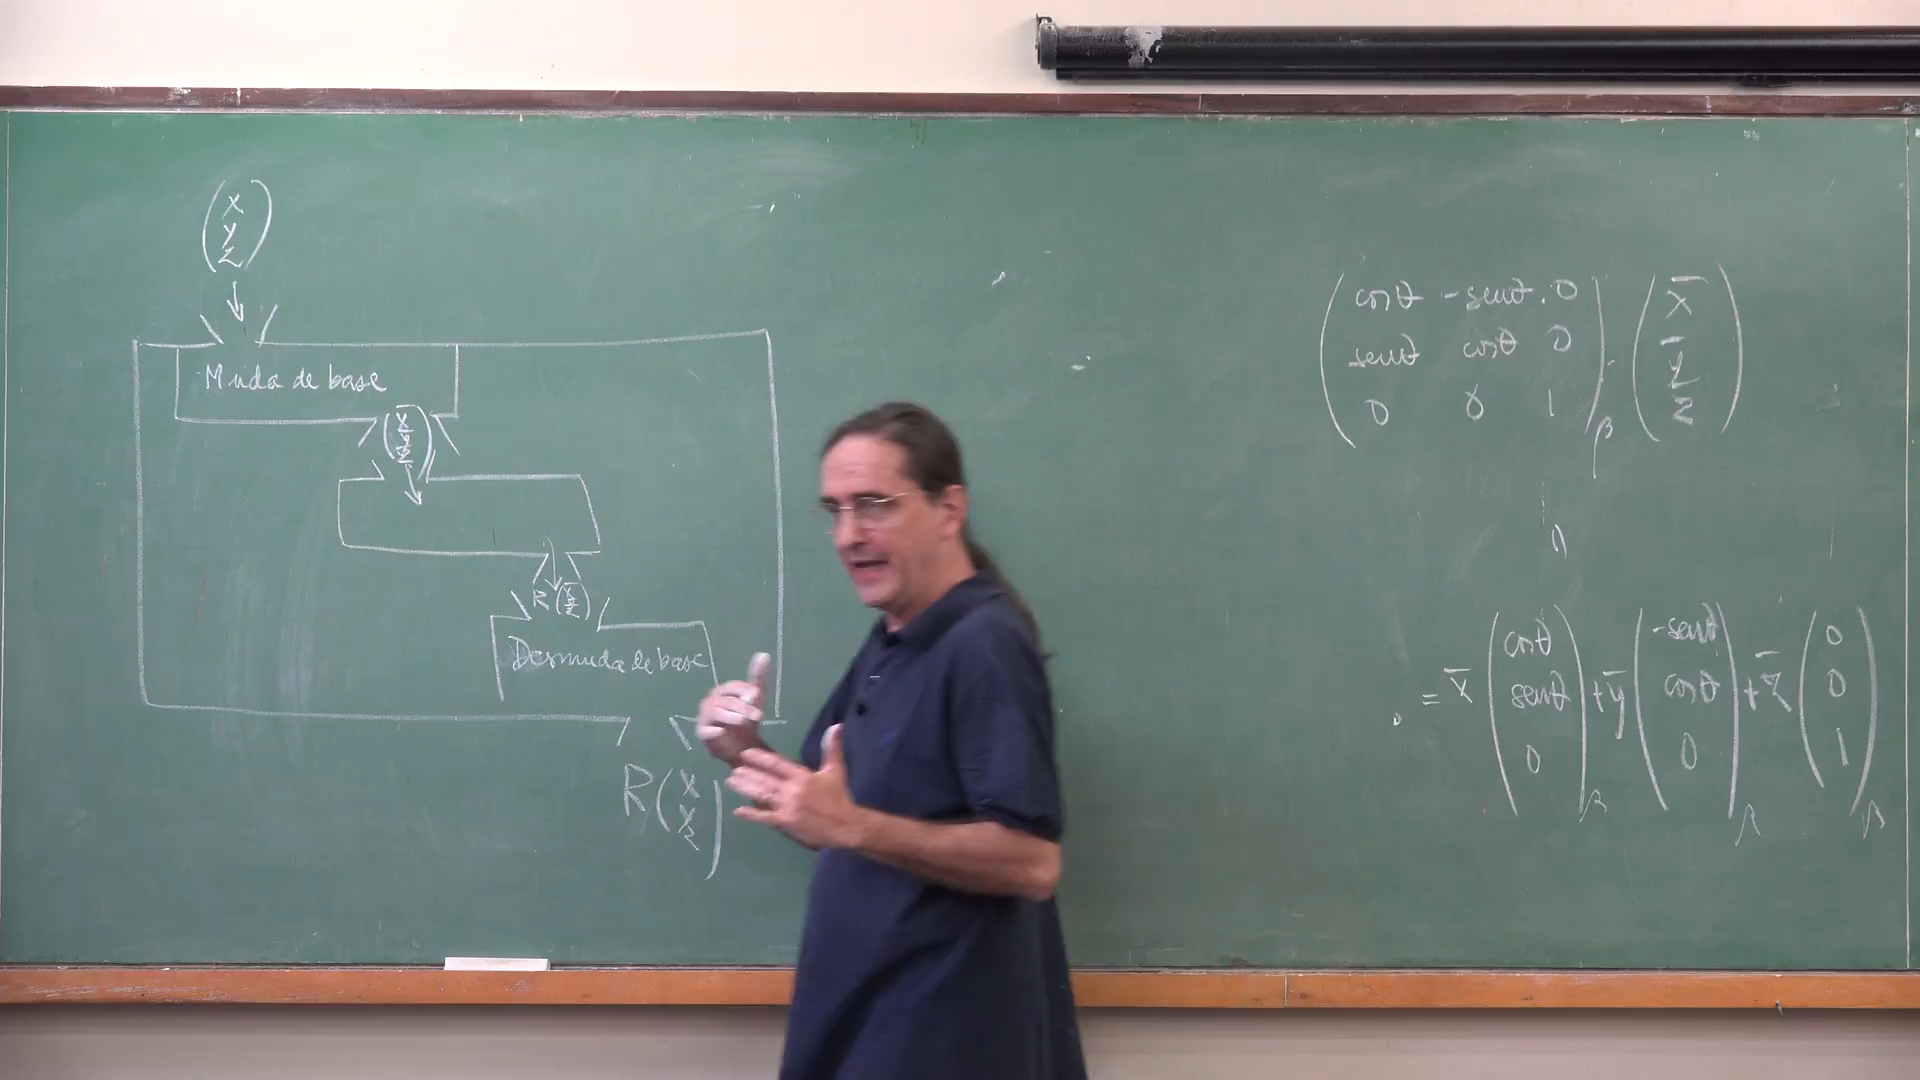 x
y
z
Muda de base
x̄
ȳ
z̄
R(x̄
ȳ
z̄)
Desmuda de base
R(x
y
z)
cosθ -senθ 0
senθ cosθ 0
0 0 1
β
x̄
ȳ
z̄
= x̄ (cosθ senθ 0)β + ȳ (-senθ cosθ 0)β + z̄ (0 0 1)β